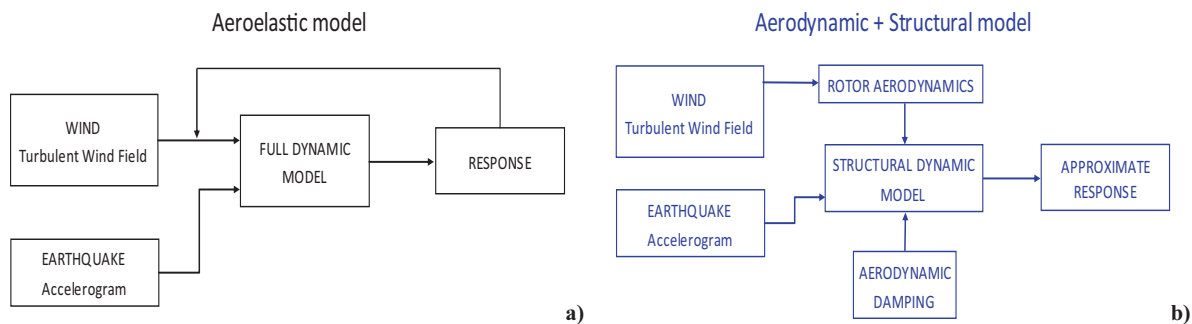 Aeroelastic model
WIND
Turbulent Wind Field
FULL DYNAMIC
MODEL
RESPONSE
EARTHQUAKE
Accelerogram
a)
Aerodynamic + Structural model
WIND
Turbulent Wind Field
ROTOR AERODYNAMICS
STRUCTURAL DYNAMIC
MODEL
APPROXIMATE
RESPONSE
EARTHQUAKE
Accelerogram
AERODYNAMIC
DAMPING
b)